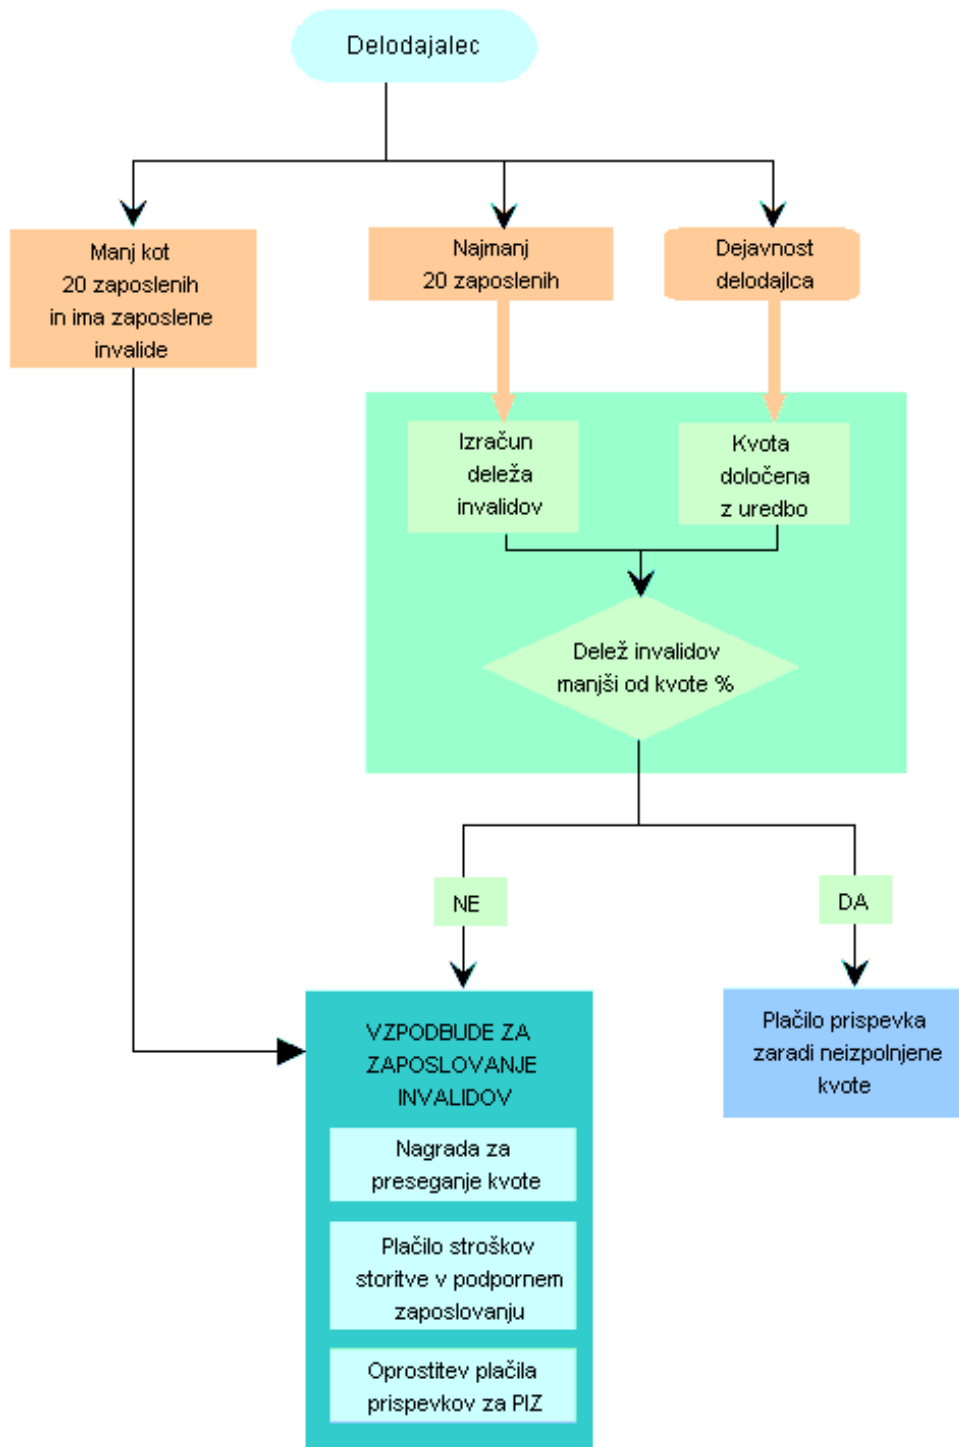 Delodajalec
Manj kot
20 zaposlenih
in ima zaposlene
invalide
Najmanj
20 zaposlenih
Dejavnost
delodajlca
Izračun
deleža
invalidov
Kvota
določena
z uredbo
Delež invalidov
manjši od kvote %
NE
DA
VZPODBUDE ZA
ZAPOSLOVANJE
INVALIDOV
Nagrada za
preseganje kvote
Plačilo stroškov
storitve v podpornem
zaposlovanju
Oprostitev plačila
prispevkov za PIZ
Plačilo prispevka
zaradi neizpolnjene
kvote